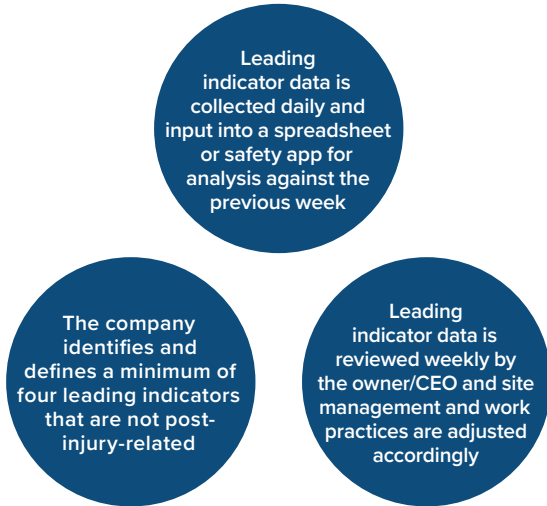 Leading
indicator data is
collected daily and
input into a spreadsheet
or safety app for
analysis against the
previous week
The company
identifies and
defines a minimum of
four leading indicators
that are not post-
injury-related
Leading
indicator data is
reviewed weekly by
the owner/CEO and site
management and work
practices are adjusted
accordingly